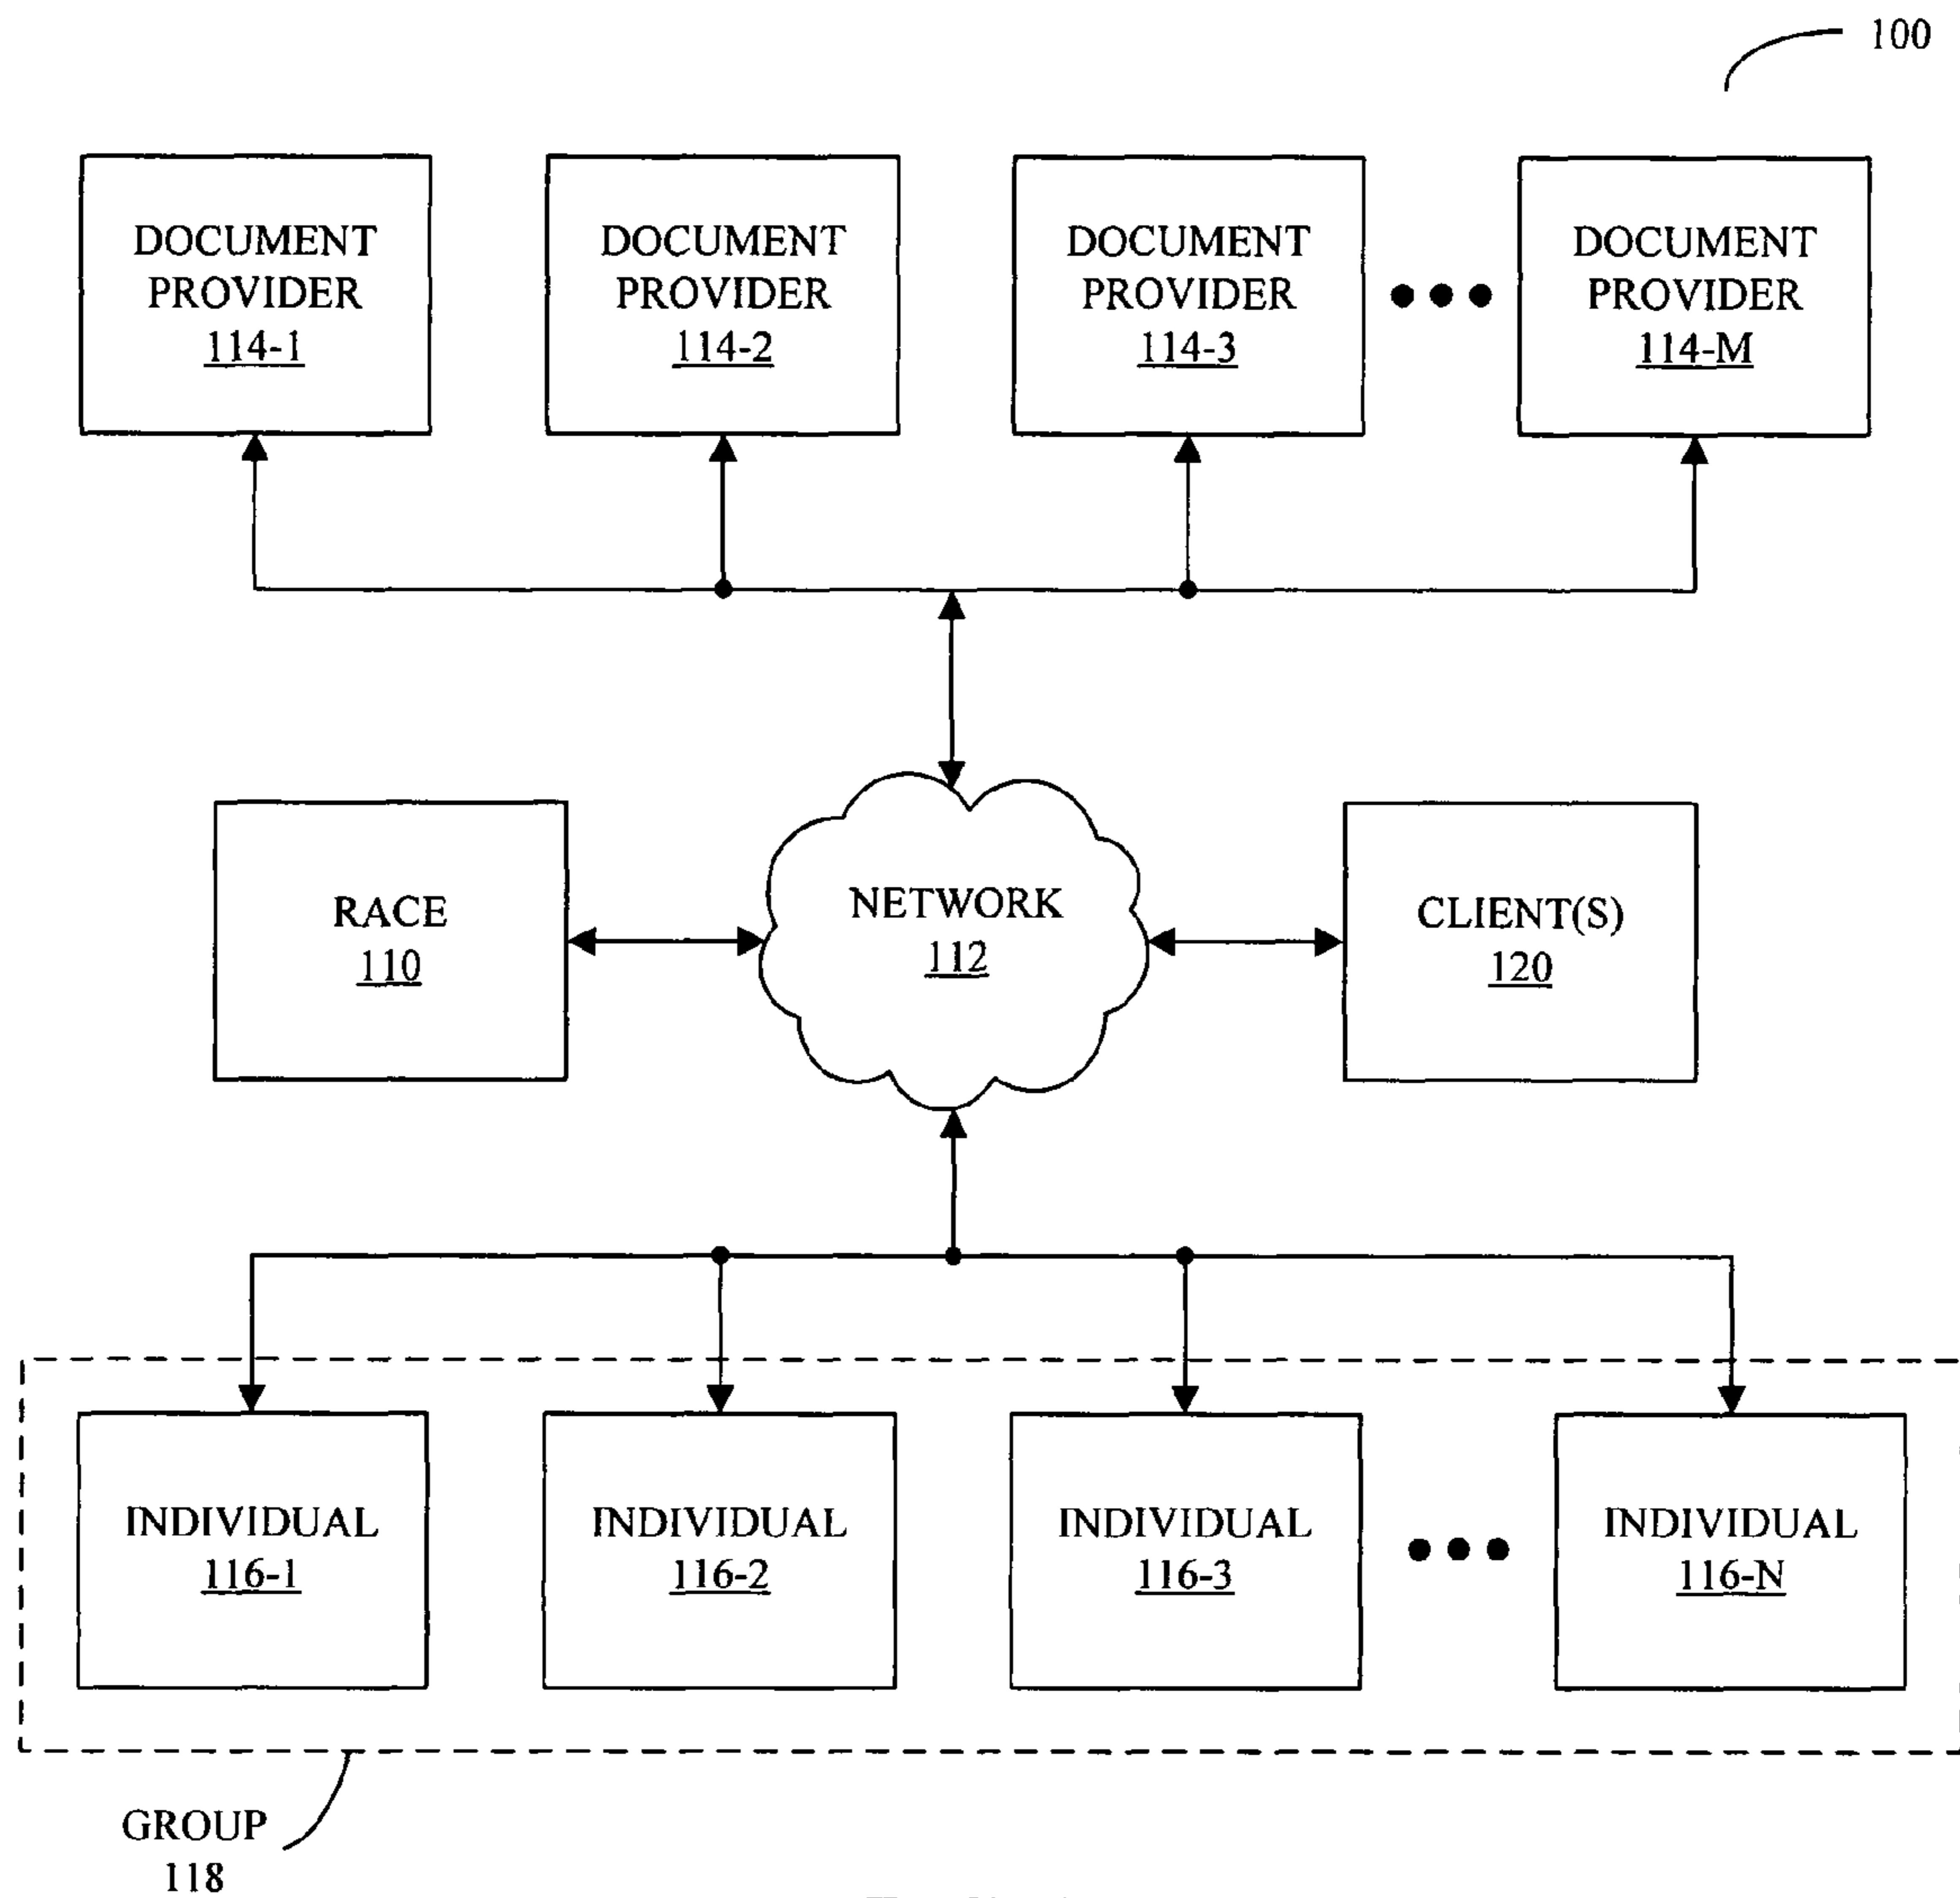 100
DOCUMENT
PROVIDER
114-1
DOCUMENT
PROVIDER
114-2
DOCUMENT
PROVIDER
114-3
DOCUMENT
PROVIDER
114-M
RACE
110
NETWORK
112
CLIENT(S)
120
INDIVIDUAL
116-1
INDIVIDUAL
116-2
INDIVIDUAL
116-3
INDIVIDUAL
116-N
GROUP
118